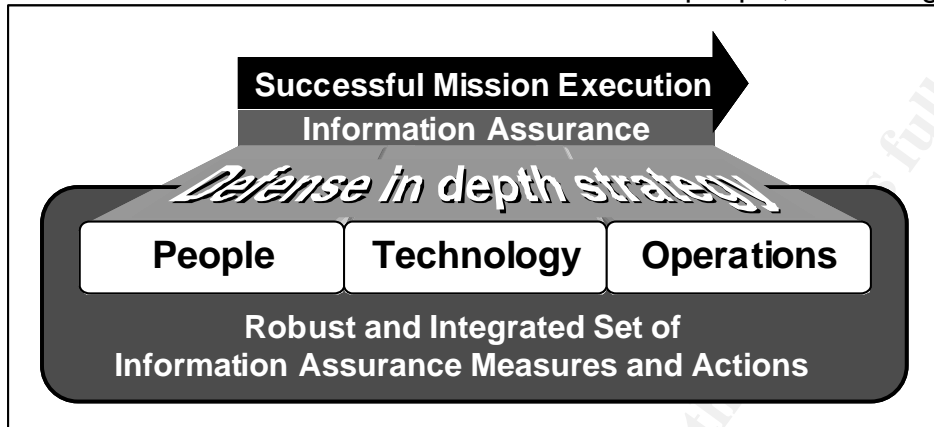 Successful Mission Execution
Information Assurance
Defense in depth strategy
People Technology Operations
Robust and Integrated Set of
Information Assurance Measures and Actions